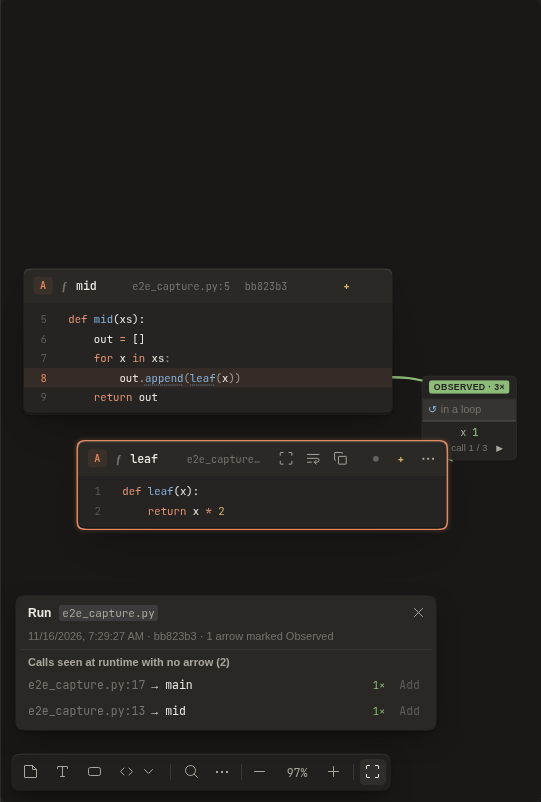 A f mid e2e_capture.py:5 bb823b3 +
5 def mid(xs):
6 out = []
7 for x in xs:
8 out.append(leaf(x))
9 return out
OBSERVED · 3×
↺ in a loop
x 1
call 1 / 3 ▶
A f leaf e2e_capture… + ···
1 def leaf(x):
2 return x * 2
Run e2e_capture.py
11/16/2026, 7:29:27 AM · bb823b3 · 1 arrow marked Observed
Calls seen at runtime with no arrow (2)
e2e_capture.py:17 → main 1× Add
e2e_capture.py:13 → mid 1× Add
97%